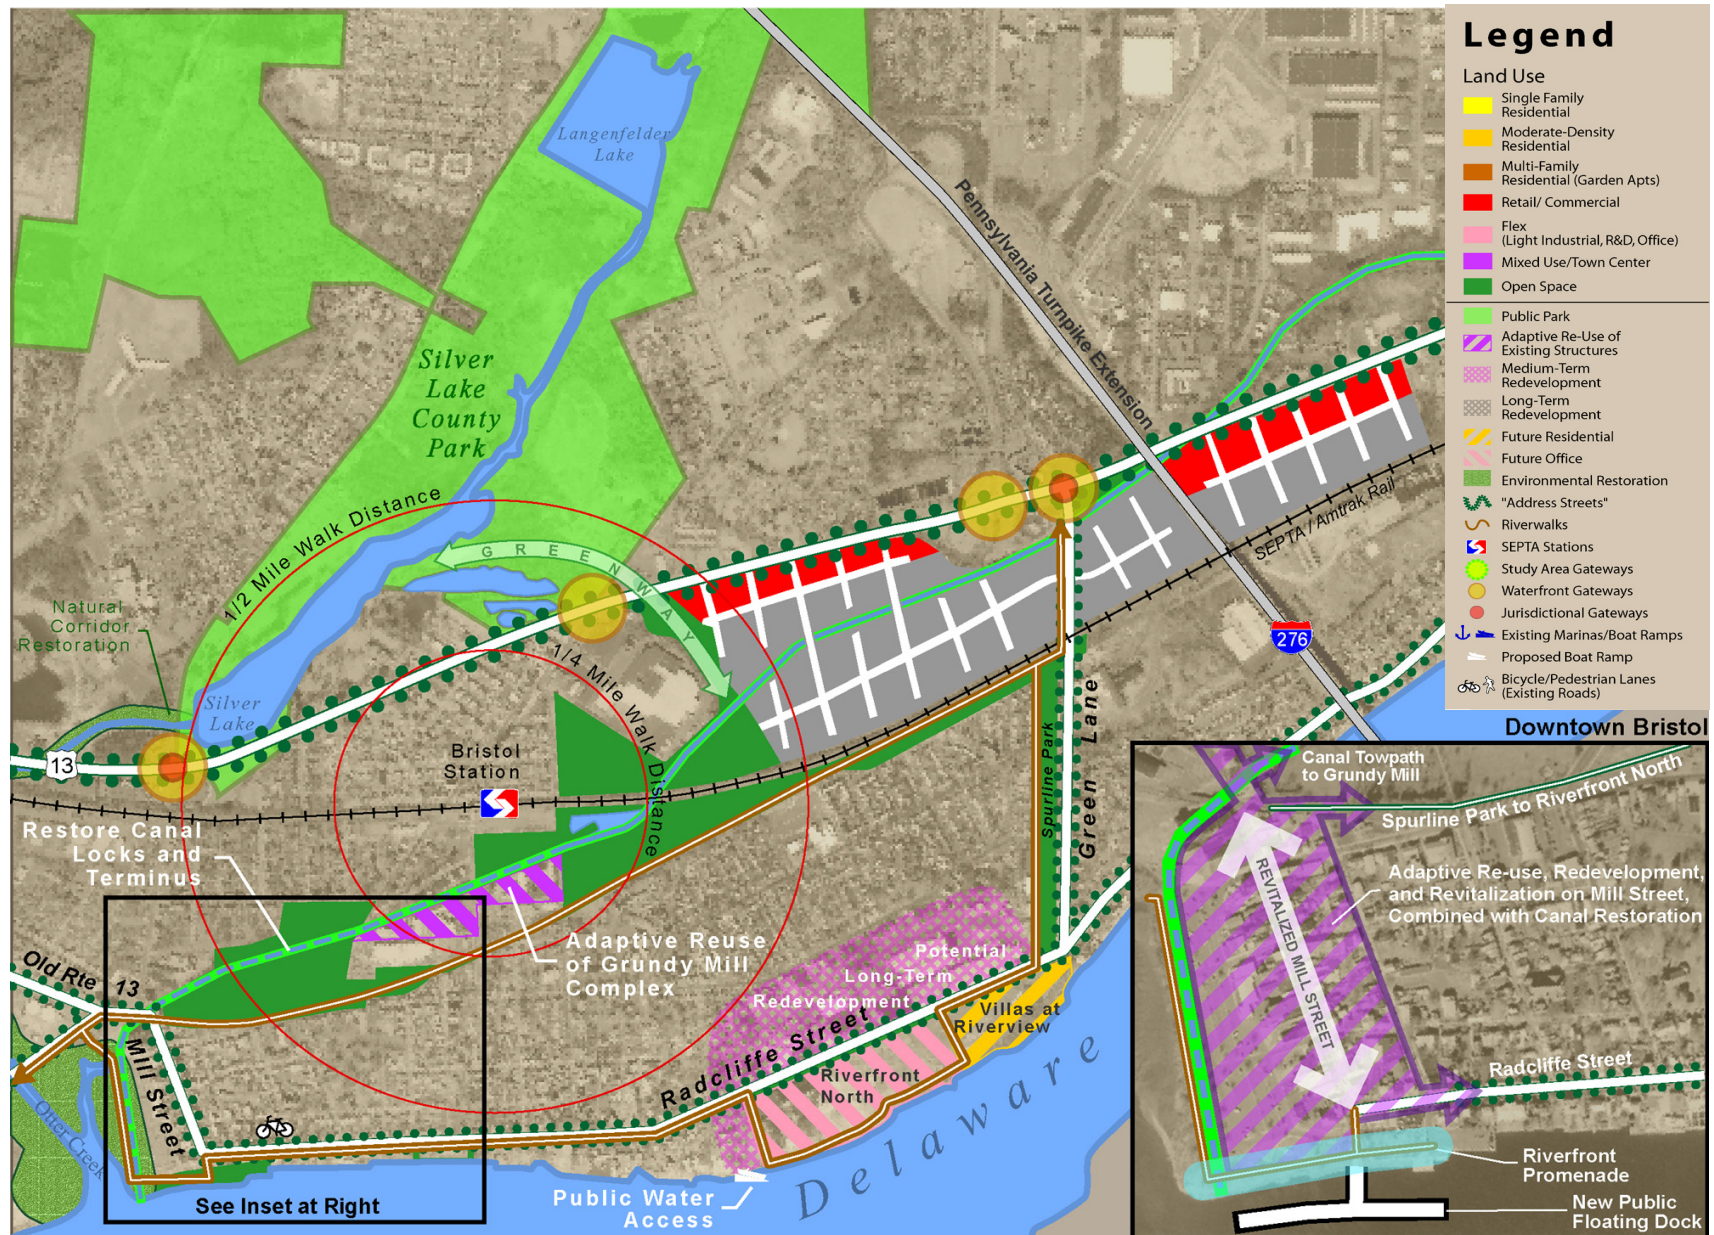 Legend
Land Use
Single Family
Residential
Moderate-Density
Residential
Multi-Family
Residential (Garden Apts)
Retail/ Commercial
Flex
(Light Industrial, R&D, Office)
Mixed Use/Town Center
Open Space
Public Park
Adaptive Re-Use of
Existing Structures
Medium-Term
Redevelopment
Long-Term
Redevelopment
Future Residential
Future Office
Environmental Restoration
"Address Streets"
Riverwalks
SEPTA Stations
Study Area Gateways
Waterfront Gateways
Jurisdictional Gateways
Existing Marinas/Boat Ramps
Proposed Boat Ramp
Bicycle/Pedestrian Lanes
(Existing Roads)
Langenfelder
Lake
Pennsylvania Turnpike Extension
Silver
Lake
County
Park
1/2 Mile Walk Distance
GREENWAY
SEPTA / Amtrak Rail
Natural
Corridor
Restoration
276
1/4 Mile Walk Distance
Silver
Lake
13
Bristol
Station
Spurline Park
Green Lane
Restore Canal
Locks and
Terminus
Adaptive Reuse
of Grundy Mill
Complex
Old Rte 13
Mill Street
Otter Creek
Potential
Long-Term
Redevelopment
Radcliffe Street
Villas at
Riverview
Riverfront
North
Delaware
Public Water
Access
See Inset at Right
Downtown Bristol
Canal Towpath
to Grundy Mill
Spurline Park to Riverfront North
REVITALIZED MILL STREET
Adaptive Re-use, Redevelopment,
and Revitalization on Mill Street,
Combined with Canal Restoration
Radcliffe Street
Riverfront
Promenade
New Public
Floating Dock